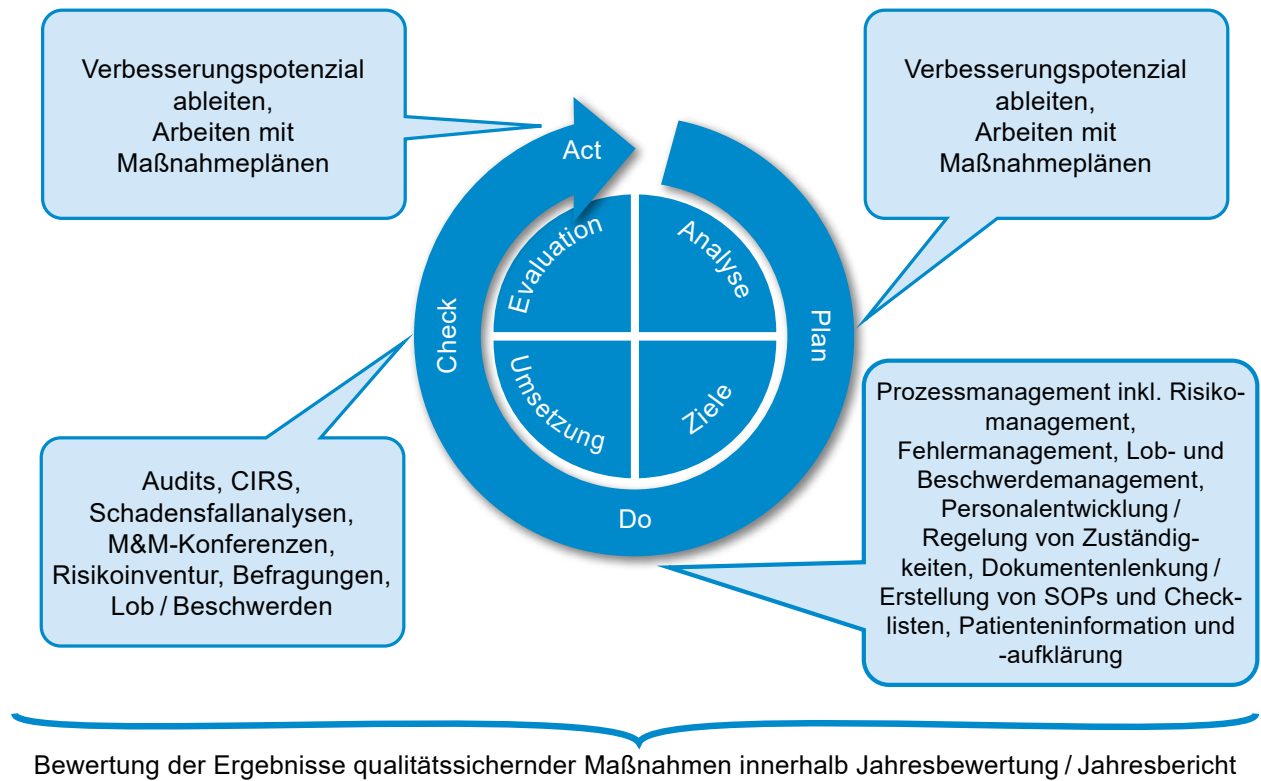 Verbesserungspotenzial
ableiten,
Arbeiten mit
Maßnahmeplänen
Verbesserungspotenzial
ableiten,
Arbeiten mit
Maßnahmeplänen
Act
Evaluation
Analyse
Check
Plan
Umsetzung
Ziele
Do
Audits, CIRS,
Schadensfallanalysen,
M&M-Konferenzen,
Risikoinventur, Befragungen,
Lob / Beschwerden
Prozessmanagement inkl. Risiko-
management,
Fehlermanagement, Lob- und
Beschwerdemanagement,
Personalentwicklung /
Regelung von Zuständig-
keiten, Dokumentenlenkung /
Erstellung von SOPs und Check-
listen, Patienteninformation und
-aufklärung
Bewertung der Ergebnisse qualitätssichernder Maßnahmen innerhalb Jahresbewertung / Jahresbericht